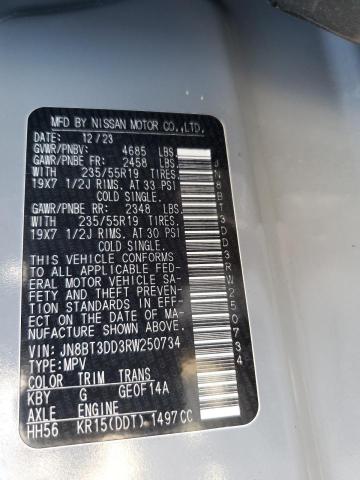 MFD BY NISSAN MOTOR CO.,LTD.
DATE: 12/23
GVWR/PNBV: 4685 LBS.
GAWR/PNBE FR: 2458 LBS.
WITH 235/55R19 TIRES.
19X7 1/2J RIMS. AT 33 PSI
COLD SINGLE.
GAWR/PNBE RR: 2348 LBS.
WITH 235/55R19 TIRES.
19X7 1/2J RIMS. AT 30 PSI
COLD SINGLE.
THIS VEHICLE CONFORMS
TO ALL APPLICABLE FED-
ERAL MOTOR VEHICLE SA-
FETY AND THEFT PREVEN-
TION STANDARDS IN EFF-
ECT ON THE DATE OF MA-
NUFACTURE SHOWN ABOVE.
VIN: JN8BT3DD3RW250734
TYPE:MPV
COLOR TRIM TRANS
KBY G GE0F14A
AXLE ENGINE
HH56 KR15(DDT) 1497CC
JN8BT3DD3RW250734